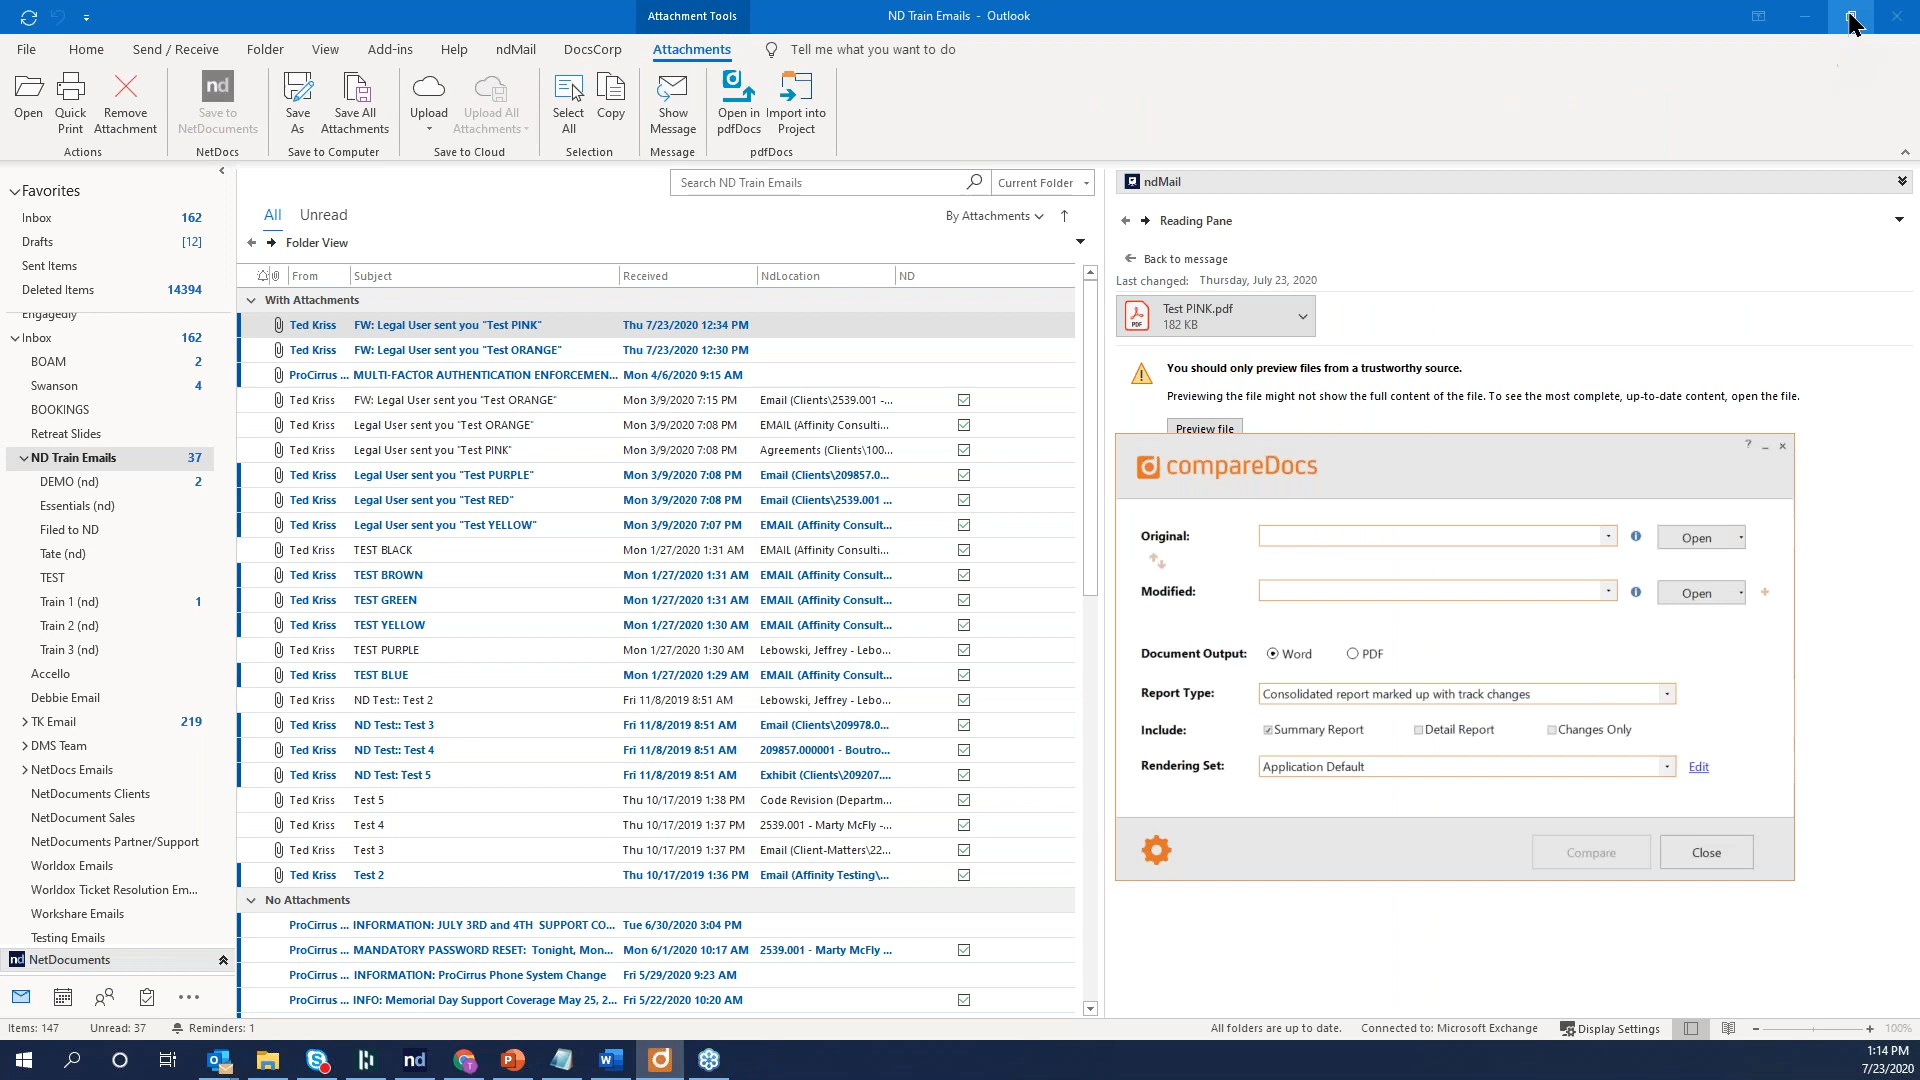 Attachment Tools
ND Train Emails - Outlook
File Home Send / Receive Folder View Add-ins Help ndMail DocsCorp Attachments Tell me what you want to do
Open
Quick Print
Remove Attachment
Actions
nd
Save to NetDocuments
NetDocs
Save As
Save All Attachments
Save to Computer
Upload
Upload All Attachments
Save to Cloud
Select All
Copy
Selection
Show Message
Message
Open in pdfDocs
Import into Project
pdfDocs
Favorites
Inbox 162
Drafts [12]
Sent Items
Deleted Items 14394
Engagedly
Inbox 162
BOAM 2
Swanson 4
BOOKINGS
Retreat Slides
ND Train Emails 37
DEMO (nd) 2
Essentials (nd)
Filed to ND
Tate (nd)
TEST
Train 1 (nd) 1
Train 2 (nd)
Train 3 (nd)
Accello
Debbie Email
TK Email 219
DMS Team
NetDocs Emails
NetDocuments Clients
NetDocument Sales
NetDocuments Partner/Support
Worldox Emails
Worldox Ticket Resolution Em...
Workshare Emails
Testing Emails
nd NetDocuments
Search ND Train Emails Current Folder
All Unread By Attachments
Folder View
From Subject Received NdLocation ND
With Attachments
Ted Kriss FW: Legal User sent you "Test PINK" Thu 7/23/2020 12:34 PM
Ted Kriss FW: Legal User sent you "Test ORANGE" Thu 7/23/2020 12:30 PM
ProCirrus ... MULTI-FACTOR AUTHENTICATION ENFORCEMEN... Mon 4/6/2020 9:15 AM
Ted Kriss FW: Legal User sent you "Test ORANGE" Mon 3/9/2020 7:15 PM Email (Clients\2539.001 -...
Ted Kriss Legal User sent you "Test ORANGE" Mon 3/9/2020 7:08 PM EMAIL (Affinity Consulti...
Ted Kriss Legal User sent you "Test PINK" Mon 3/9/2020 7:08 PM Agreements (Clients\100...
Ted Kriss Legal User sent you "Test PURPLE" Mon 3/9/2020 7:08 PM Email (Clients\209857.0...
Ted Kriss Legal User sent you "Test RED" Mon 3/9/2020 7:08 PM Email (Clients\2539.001 ...
Ted Kriss Legal User sent you "Test YELLOW" Mon 3/9/2020 7:07 PM EMAIL (Affinity Consult...
Ted Kriss TEST BLACK Mon 1/27/2020 1:31 AM EMAIL (Affinity Consulti...
Ted Kriss TEST BROWN Mon 1/27/2020 1:31 AM EMAIL (Affinity Consult...
Ted Kriss TEST GREEN Mon 1/27/2020 1:31 AM EMAIL (Affinity Consult...
Ted Kriss TEST YELLOW Mon 1/27/2020 1:30 AM EMAIL (Affinity Consult...
Ted Kriss TEST PURPLE Mon 1/27/2020 1:30 AM Lebowski, Jeffrey - Lebo...
Ted Kriss TEST BLUE Mon 1/27/2020 1:29 AM EMAIL (Affinity Consult...
Ted Kriss ND Test:: Test 2 Fri 11/8/2019 8:51 AM Lebowski, Jeffrey - Lebo...
Ted Kriss ND Test:: Test 3 Fri 11/8/2019 8:51 AM Email (Clients\209978.0...
Ted Kriss ND Test:: Test 4 Fri 11/8/2019 8:51 AM 209857.000001 - Boutro...
Ted Kriss ND Test: Test 5 Fri 11/8/2019 8:51 AM Exhibit (Clients\209207....
Ted Kriss Test 5 Thu 10/17/2019 1:38 PM Code Revision (Departm...
Ted Kriss Test 4 Thu 10/17/2019 1:37 PM 2539.001 - Marty McFly -...
Ted Kriss Test 3 Thu 10/17/2019 1:37 PM Email (Client-Matters\22...
Ted Kriss Test 2 Thu 10/17/2019 1:36 PM Email (Affinity Testing\...
No Attachments
ProCirrus ... INFORMATION: JULY 3RD and 4TH SUPPORT CO... Tue 6/30/2020 3:04 PM
ProCirrus ... MANDATORY PASSWORD RESET: Tonight, Mon... Mon 6/1/2020 10:17 AM 2539.001 - Marty McFly ...
ProCirrus ... INFORMATION: ProCirrus Phone System Change Fri 5/29/2020 9:23 AM
ProCirrus ... INFO: Memorial Day Support Coverage May 25, 2... Fri 5/22/2020 10:20 AM
ndMail
Reading Pane
Back to message
Last changed: Thursday, July 23, 2020
PDF
Test PINK.pdf
182 KB
You should only preview files from a trustworthy source.
Previewing the file might not show the full content of the file. To see the most complete, up-to-date content, open the file.
Preview file
compareDocs
Original: Open
Modified: Open
Document Output: Word PDF
Report Type: Consolidated report marked up with track changes
Include: Summary Report Detail Report Changes Only
Rendering Set: Application Default Edit
Compare Close
Items: 147 Unread: 37 Reminders: 1 All folders are up to date. Connected to: Microsoft Exchange Display Settings 100%
nd
1:14 PM
7/23/2020